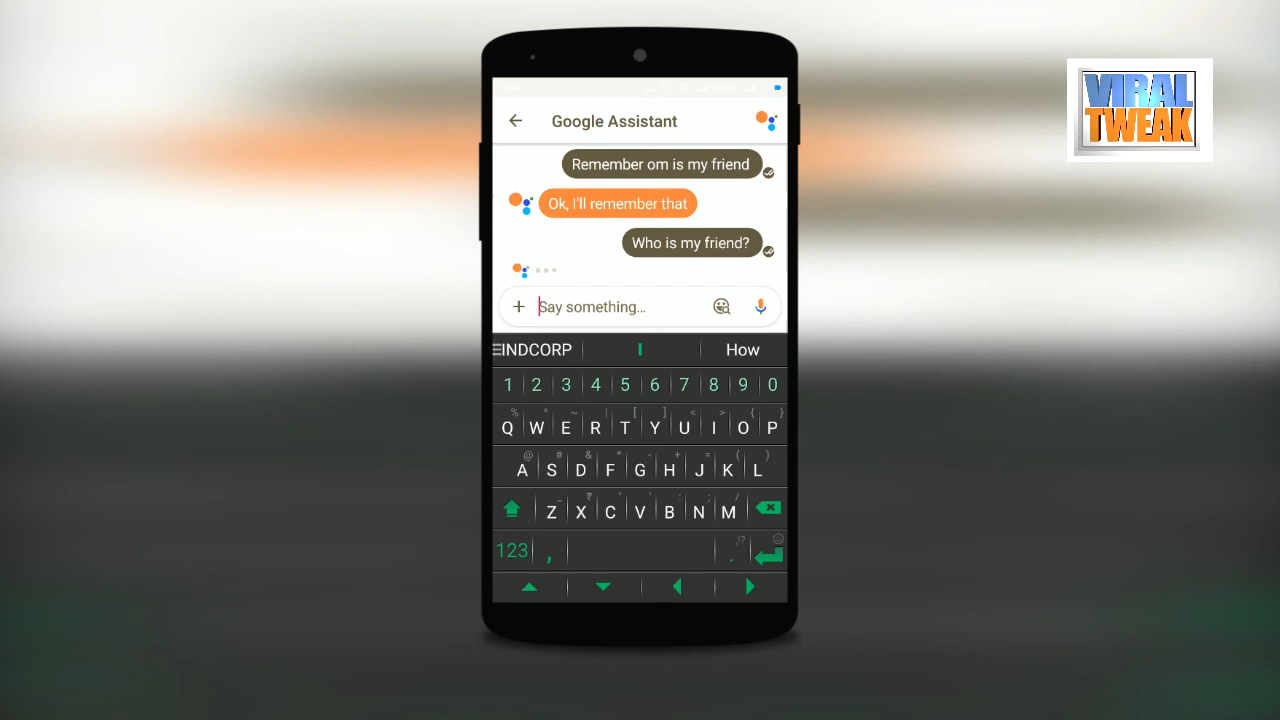 VIRAL
TWEAK
Google Assistant
Remember om is my friend
Ok, I'll remember that
Who is my friend?
Say something...
INDCORP I How
1 2 3 4 5 6 7 8 9 0
% ^ ~ | [ ] < > { }
Q W E R T Y U I O P
@ # & * - + = ( )
A S D F G H J K L
_ ₹ " ' : ; /
Z X C V B N M
123 , . .!?